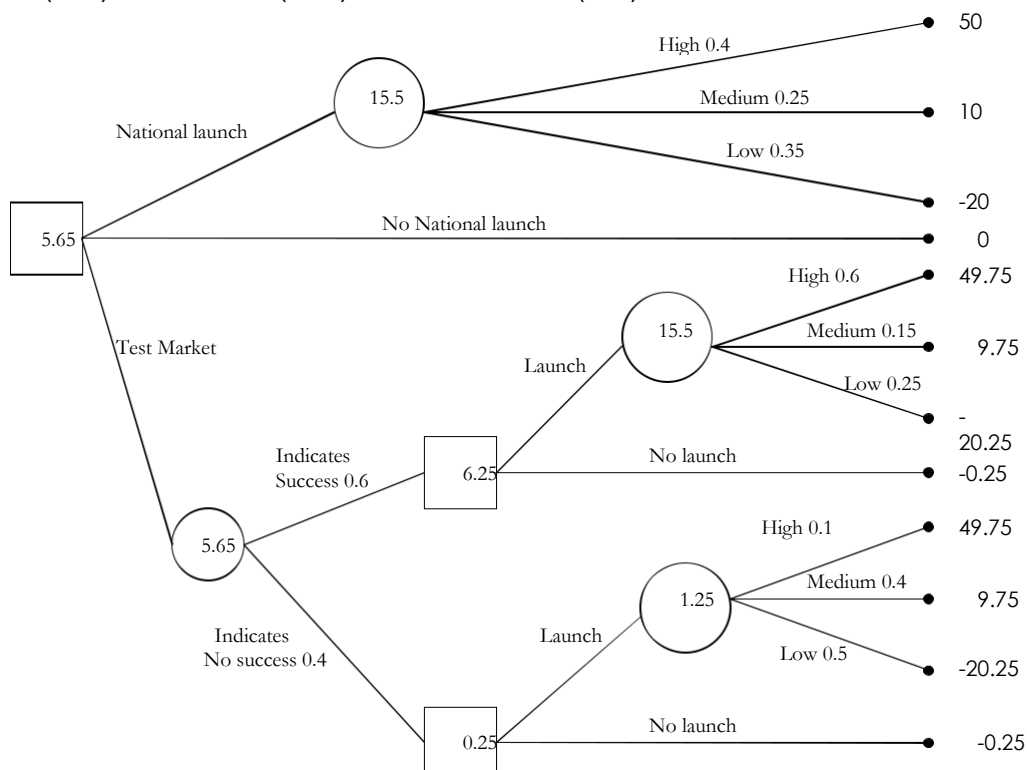 50
High 0.4
15.5
Medium 0.25
10
National launch
Low 0.35
-20
No National launch
5.65
0
High 0.6
49.75
15.5
Medium 0.15
Test Market
9.75
Launch
Low 0.25
-
20.25
Indicates
Success 0.6
No launch
6.25
-0.25
High 0.1
49.75
5.65
Medium 0.4
1.25
9.75
Indicates
No success 0.4
Launch
Low 0.5
-20.25
No launch
0.25
-0.25